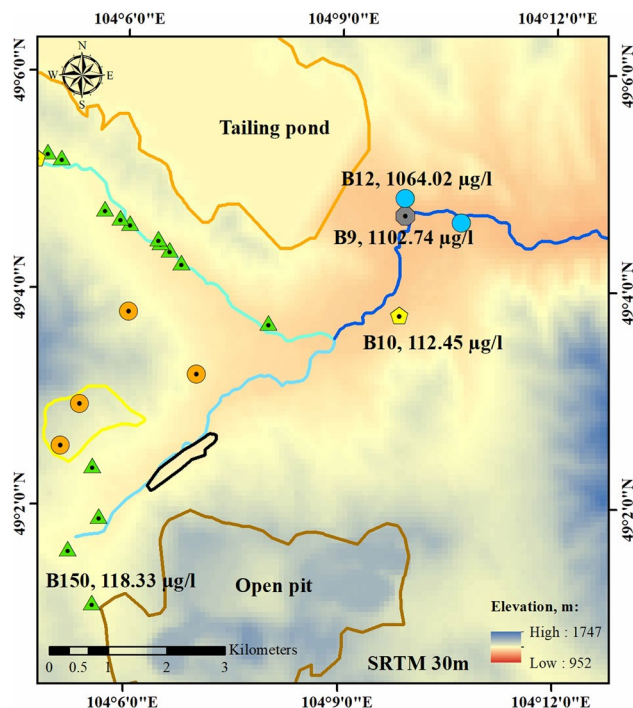 104°6'0"E 104°9'0"E 104°12'0"E
49°6'0"N
49°6'0"N
N
W E
S
Tailing pond
B12, 1064.02 µg/l
B9, 1102.74 µg/l
49°4'0"N
49°4'0"N
B10, 112.45 µg/l
49°2'0"N
49°2'0"N
B150, 118.33 µg/l
Open pit
Elevation, m:
High : 1747
Low : 952
Kilometers
0 0.5 1 2 3
SRTM 30m
104°6'0"E 104°9'0"E 104°12'0"E